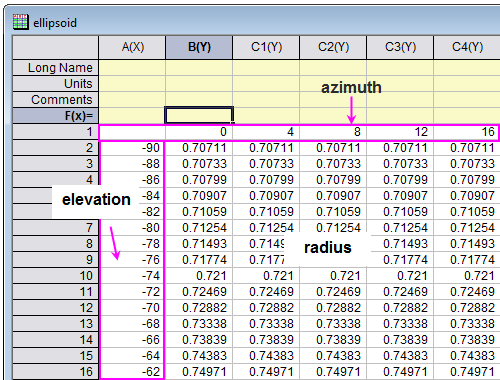 ellipsoid
A(X) B(Y) C1(Y) C2(Y) C3(Y) C4(Y)
Long Name
Units
Comments
azimuth
F(x)=
1 0 4 8 12 16
2 -90 0.70711 0.70711 0.70711 0.70711 0.70711
3 -88 0.70733 0.70733 0.70733 0.70733 0.70733
4 -86 0.70799 0.70799 0.70799 0.70799 0.70799
-84 0.70907 0.70907 0.70907 0.70907 0.70907
elevation
-82 0.71059 0.71059 0.71059 0.71059 0.71059
7 -80 0.71254 0.71254 0.71254 0.71254 0.71254
8 -78 0.71493 0.7149 radius 0.71493 0.71493
9 -76 0.71774 0.7177 0.71774 0.71774
10 -74 0.721 0.721 0.721 0.721 0.721
11 -72 0.72469 0.72469 0.72469 0.72469 0.72469
12 -70 0.72882 0.72882 0.72882 0.72882 0.72882
13 -68 0.73338 0.73338 0.73338 0.73338 0.73338
14 -66 0.73839 0.73839 0.73839 0.73839 0.73839
15 -64 0.74383 0.74383 0.74383 0.74383 0.74383
16 -62 0.74971 0.74971 0.74971 0.74971 0.74971